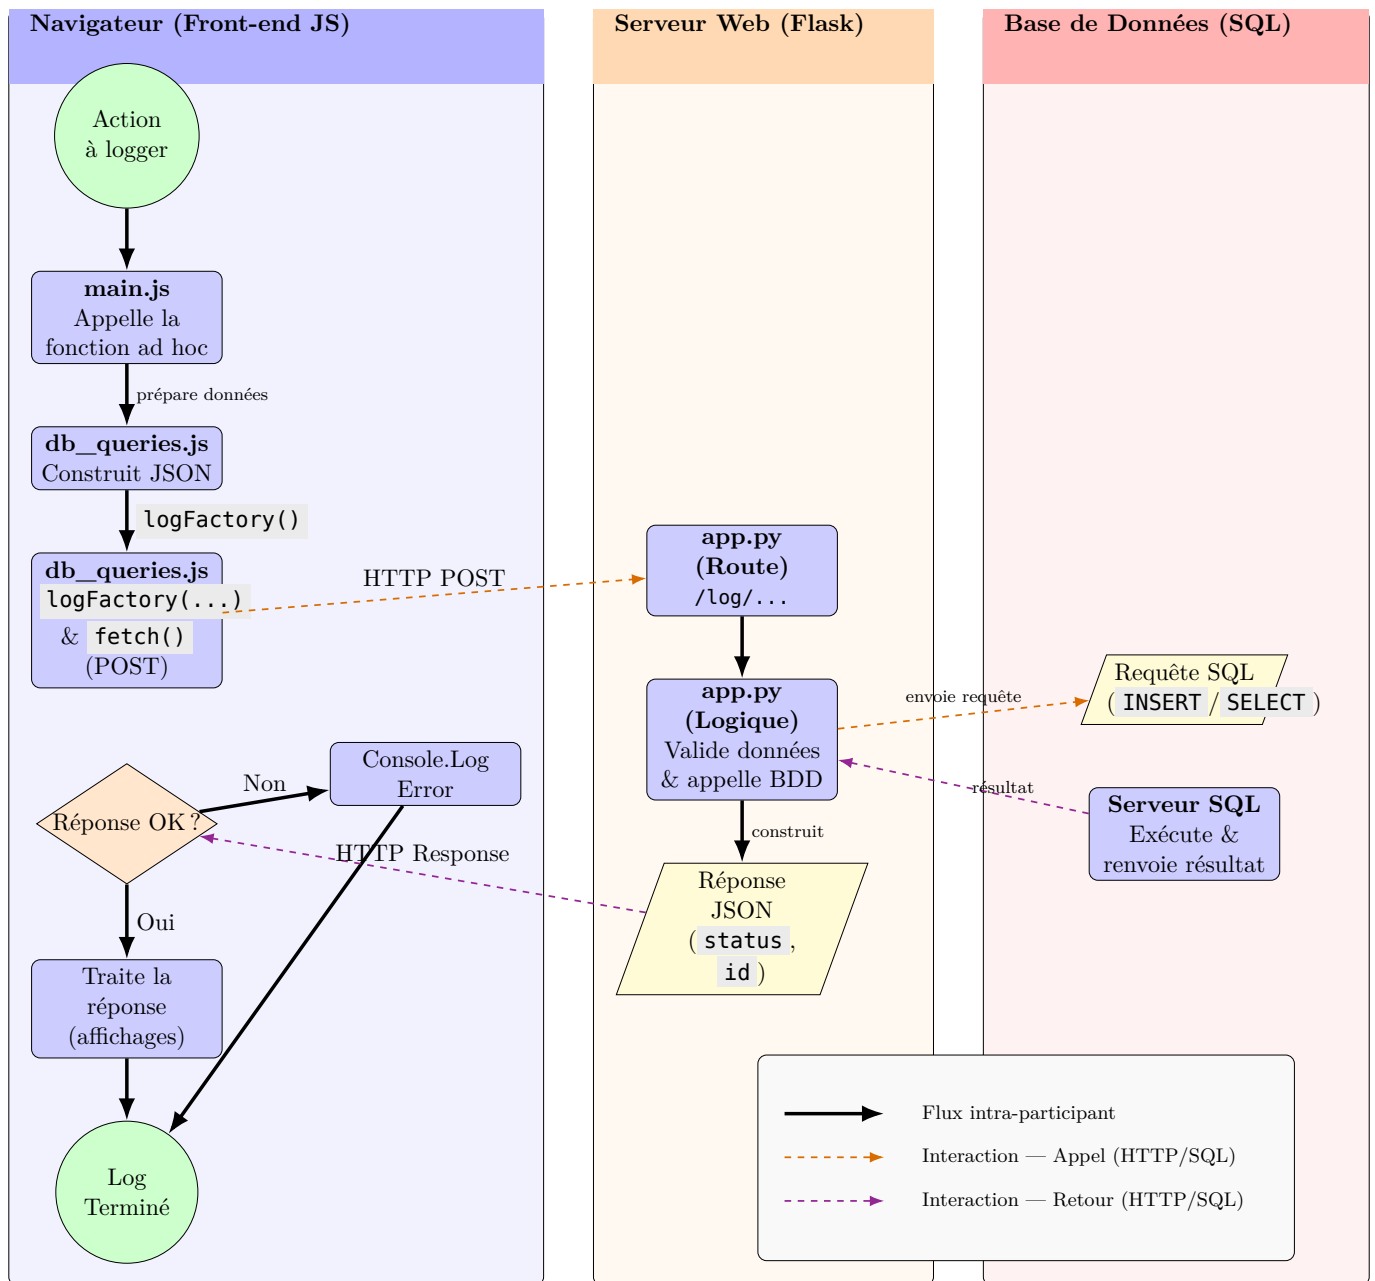 Navigateur (Front-end JS)
Serveur Web (Flask)
Base de Données (SQL)
Action
à logger
main.js
Appelle la
fonction ad hoc
prépare données
db_queries.js
Construit JSON
logFactory()
db_queries.js
logFactory(...)
& fetch()
(POST)
HTTP POST
app.py
(Route)
/log/...
app.py
(Logique)
Valide données
& appelle BDD
envoie requête
Requête SQL
(INSERT/SELECT)
résultat
Serveur SQL
Exécute &
renvoie résultat
construit
Réponse
JSON
(status,
id)
HTTP Response
Console.Log
Error
Non
Réponse OK ?
Oui
Traite la
réponse
(affichages)
Log
Terminé
Flux intra-participant
Interaction — Appel (HTTP/SQL)
Interaction — Retour (HTTP/SQL)